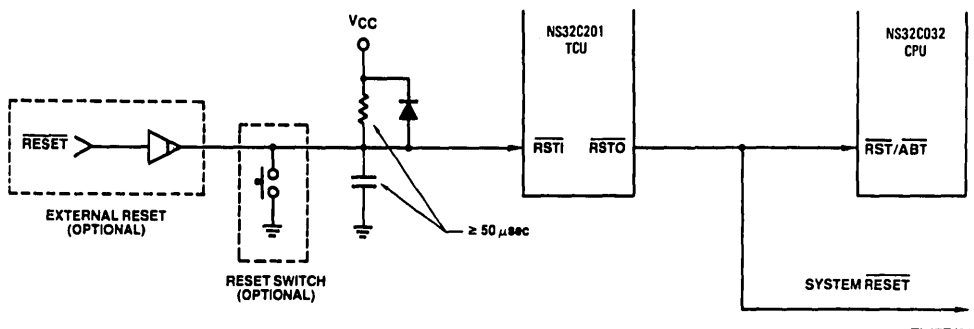 VCC
NS32C201
TCU
NS32C032
CPU
RESET
RSTI
RSTO
RST/ABT
EXTERNAL RESET
(OPTIONAL)
≥ 50 μsec
RESET SWITCH
(OPTIONAL)
SYSTEM RESET